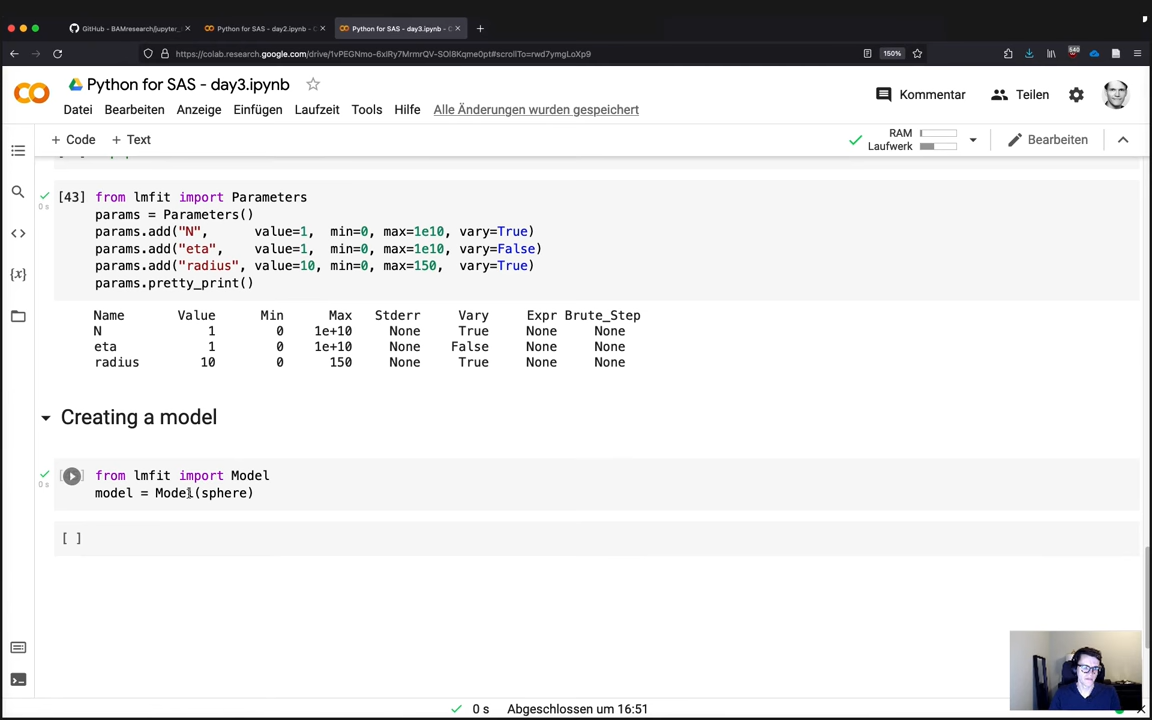 GitHub - BAMresearch/jupyter_
Python for SAS - day2.ipynb - C
Python for SAS - day3.ipynb - C
https://colab.research.google.com/drive/1vPEGNmo-6xlRy7MrmrQV-SOl8Kqme0pt#scrollTo=rwd7ymgLoXp9
150%
540
Python for SAS - day3.ipynb
Kommentar
Teilen
Datei Bearbeiten Anzeige Einfügen Laufzeit Tools Hilfe Alle Änderungen wurden gespeichert
+ Code + Text
RAM
Laufwerk
Bearbeiten
[43] from lmfit import Parameters
0 s
params = Parameters()
params.add("N", value=1, min=0, max=1e10, vary=True)
params.add("eta", value=1, min=0, max=1e10, vary=False)
params.add("radius", value=10, min=0, max=150, vary=True)
params.pretty_print()
Name Value Min Max Stderr Vary Expr Brute_Step
N 1 0 1e+10 None True None None
eta 1 0 1e+10 None False None None
radius 10 0 150 None True None None
Creating a model
from lmfit import Model
0 s
model = Model(sphere)
[ ]
0 s Abgeschlossen um 16:51